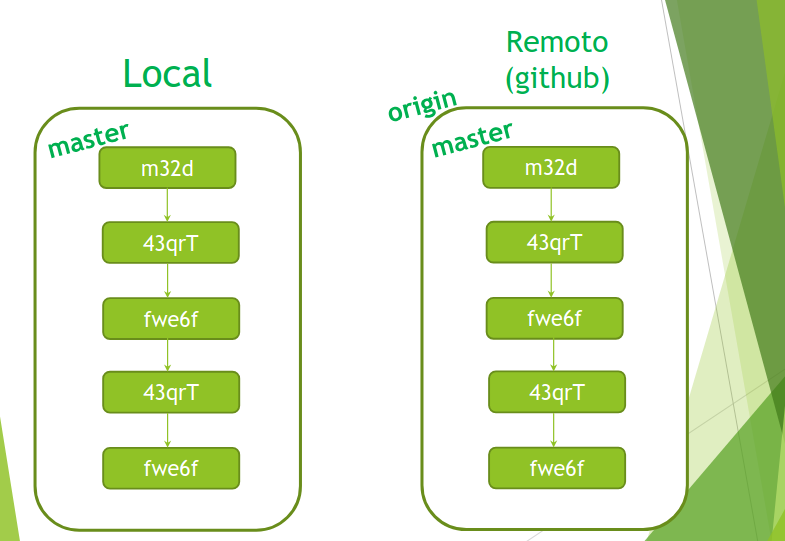 Local
master
m32d
43qrT
fwe6f
43qrT
fwe6f
Remoto
(github)
origin
master
m32d
43qrT
fwe6f
43qrT
fwe6f